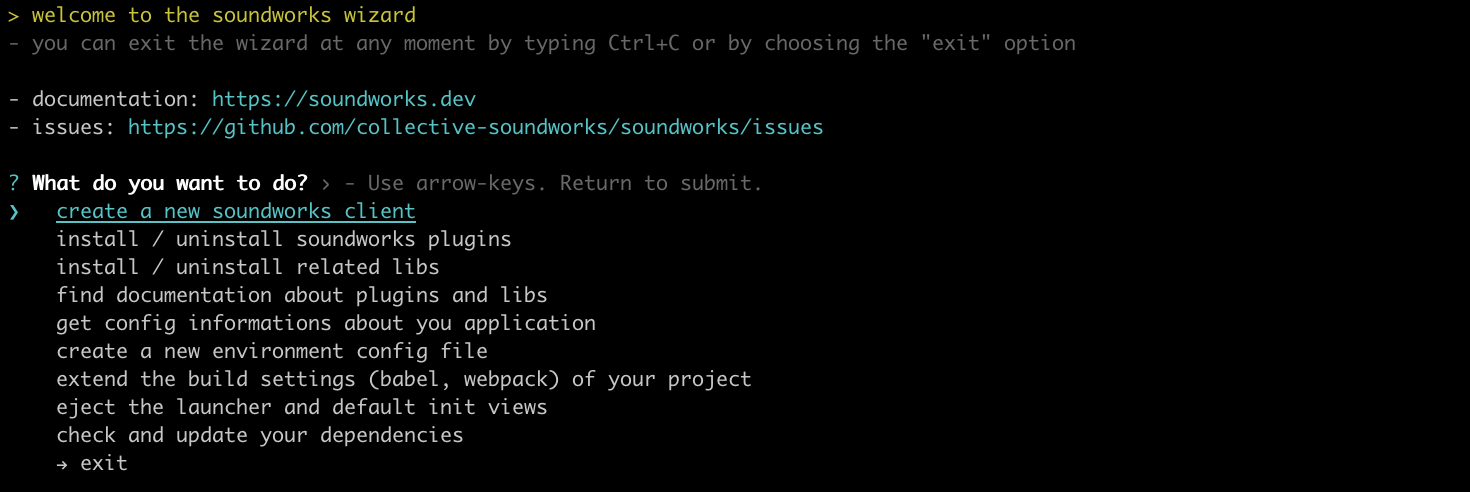 > welcome to the soundworks wizard
- you can exit the wizard at any moment by typing Ctrl+C or by choosing the "exit" option
- documentation: https://soundworks.dev
- issues: https://github.com/collective-soundworks/soundworks/issues
? What do you want to do? › - Use arrow-keys. Return to submit.
❯   create a new soundworks client
    install / uninstall soundworks plugins
    install / uninstall related libs
    find documentation about plugins and libs
    get config informations about you application
    create a new environment config file
    extend the build settings (babel, webpack) of your project
    eject the launcher and default init views
    check and update your dependencies
    → exit